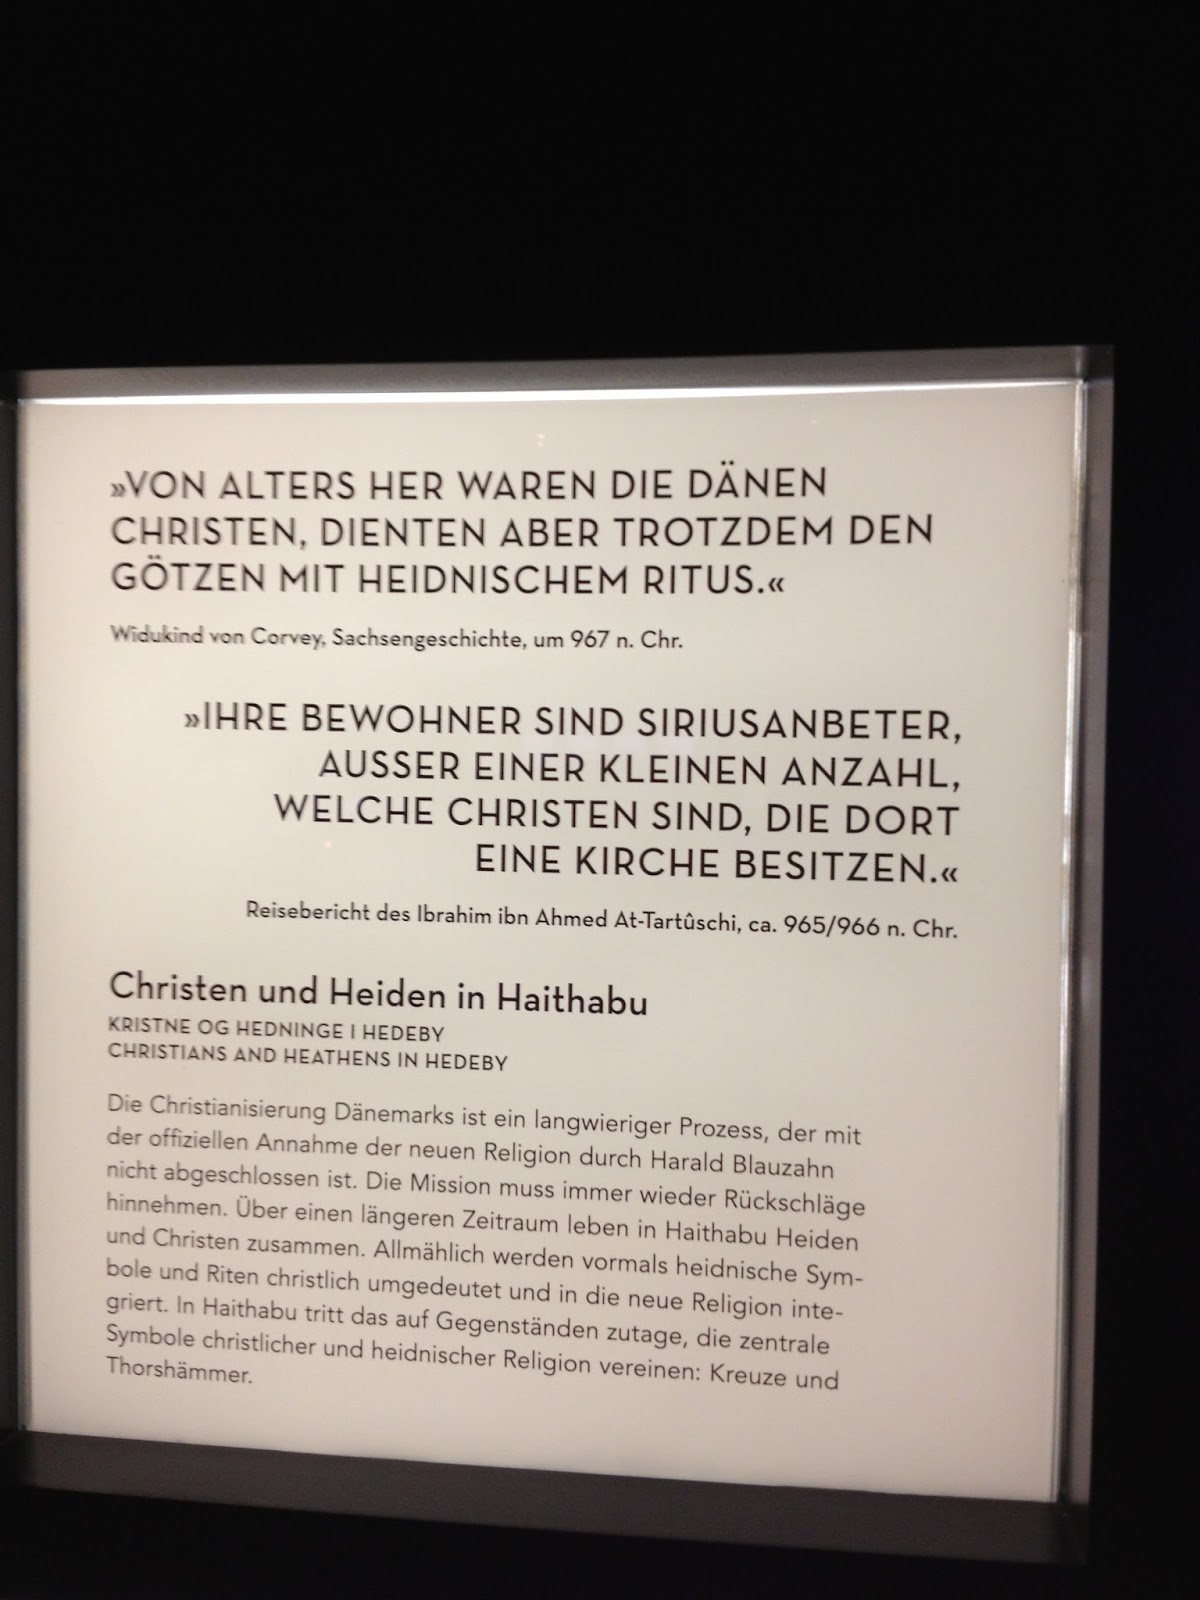 »VON ALTERS HER WAREN DIE DÄNEN
CHRISTEN, DIENTEN ABER TROTZDEM DEN
GÖTZEN MIT HEIDNISCHEM RITUS.«
Widukind von Corvey, Sachsengeschichte, um 967 n. Chr.
»IHRE BEWOHNER SIND SIRIUSANBETER,
AUSSER EINER KLEINEN ANZAHL,
WELCHE CHRISTEN SIND, DIE DORT
EINE KIRCHE BESITZEN.«
Reisebericht des Ibrahim ibn Ahmed At-Tartûschi, ca. 965/966 n. Chr.
Christen und Heiden in Haithabu
KRISTNE OG HEDNINGE I HEDEBY
CHRISTIANS AND HEATHENS IN HEDEBY
Die Christianisierung Dänemarks ist ein langwieriger Prozess, der mit
der offiziellen Annahme der neuen Religion durch Harald Blauzahn
nicht abgeschlossen ist. Die Mission muss immer wieder Rückschläge
hinnehmen. Über einen längeren Zeitraum leben in Haithabu Heiden
und Christen zusammen. Allmählich werden vormals heidnische Sym-
bole und Riten christlich umgedeutet und in die neue Religion inte-
griert. In Haithabu tritt das auf Gegenständen zutage, die zentrale
Symbole christlicher und heidnischer Religion vereinen: Kreuze und
Thorshämmer.